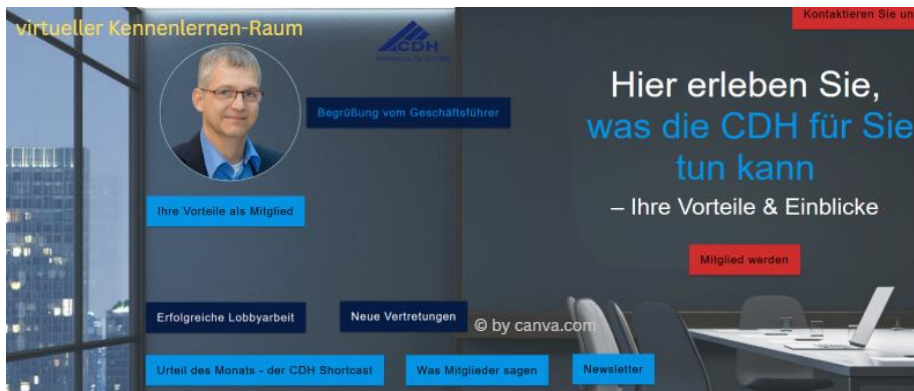 virtueller Kennenlernen-Raum
Kontaktieren Sie un
CDH
Begrüßung vom Geschäftsführer
Hier erleben Sie,
was die CDH für Sie
tun kann
– Ihre Vorteile & Einblicke
Ihre Vorteile als Mitglied
Mitglied werden
Erfolgreiche Lobbyarbeit
Neue Vertretungen
© by canva.com
Urteil des Monats - der CDH Shortcast
Was Mitglieder sagen
Newsletter